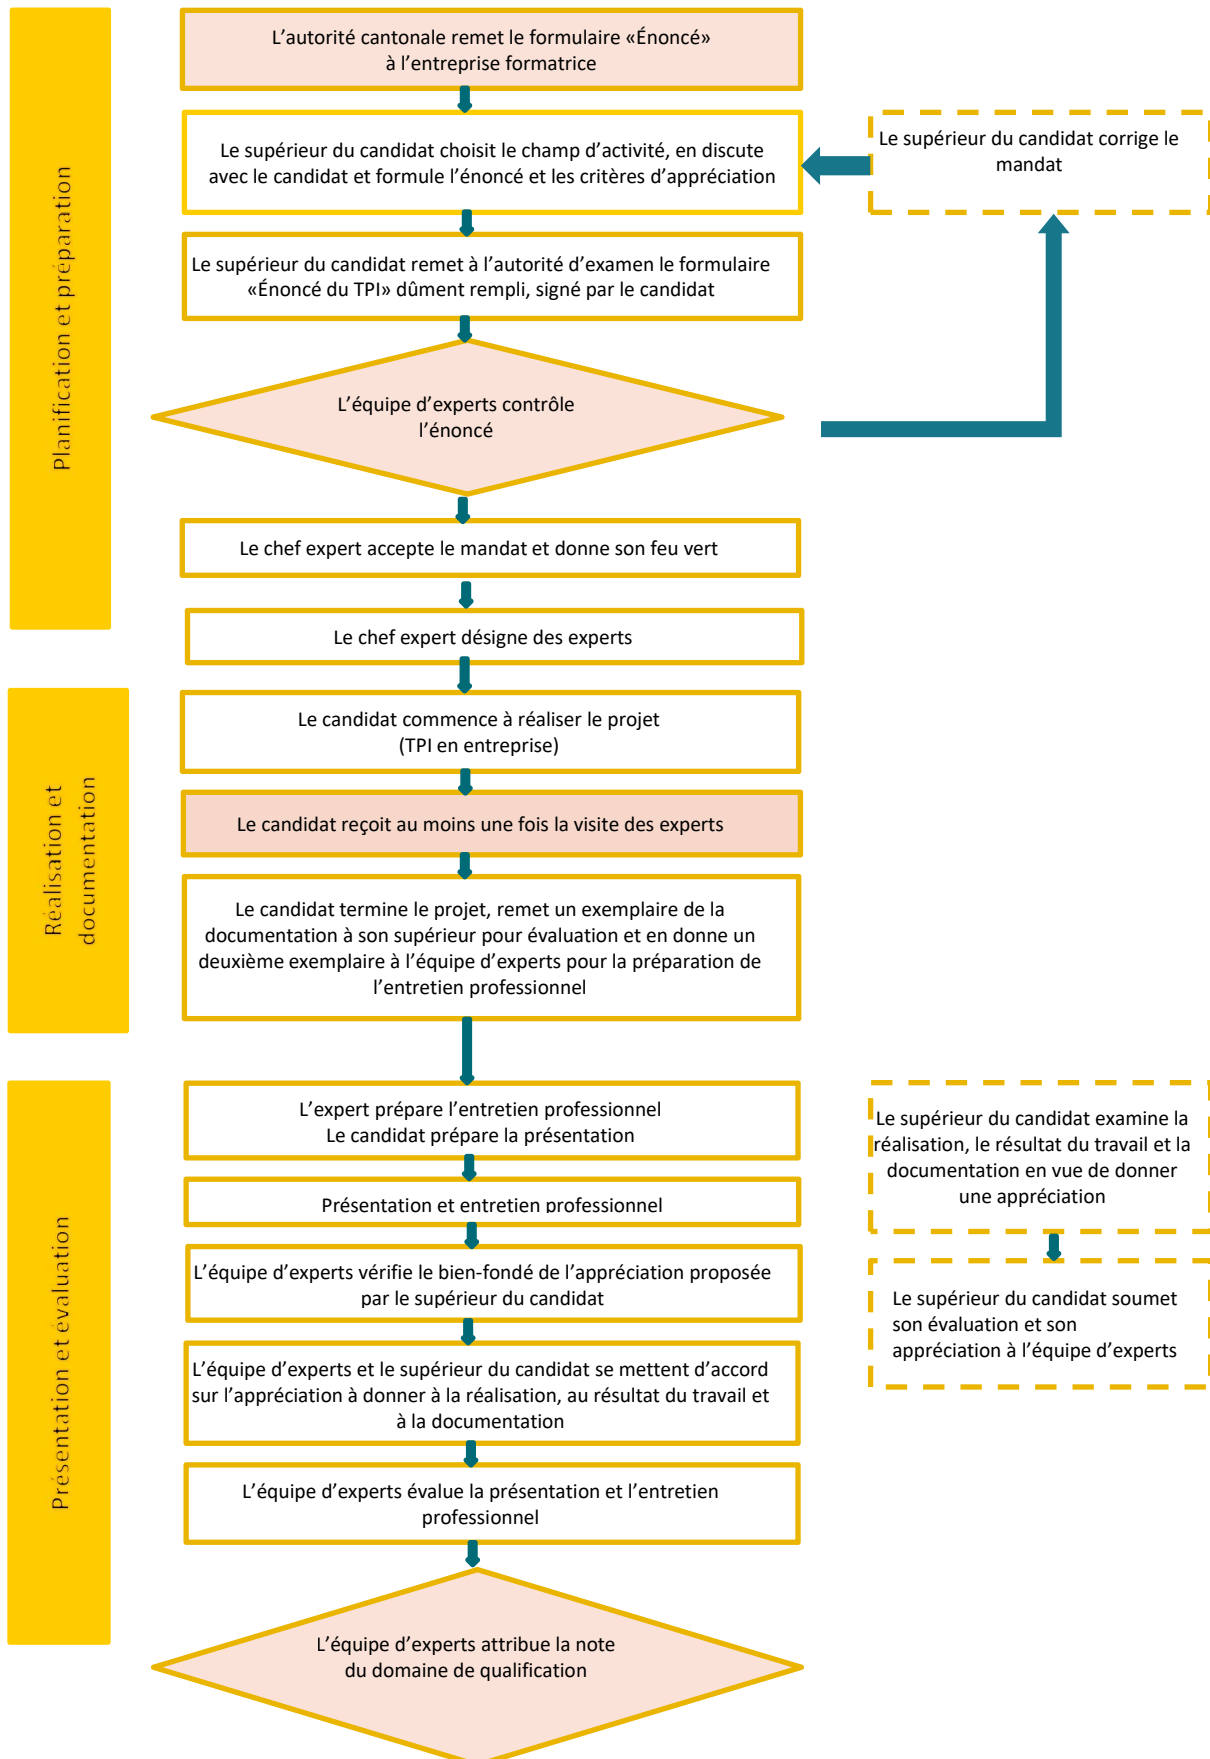 Planification et préparation
L’autorité cantonale remet le formulaire «Énoncé»
à l’entreprise formatrice
Le supérieur du candidat choisit le champ d’activité, en discute
avec le candidat et formule l’énoncé et les critères d’appréciation
Le supérieur du candidat corrige le
mandat
Le supérieur du candidat remet à l’autorité d’examen le formulaire
«Énoncé du TPI» dûment rempli, signé par le candidat
L’équipe d’experts contrôle
l’énoncé
Le chef expert accepte le mandat et donne son feu vert
Le chef expert désigne des experts
Réalisation et
documentation
Le candidat commence à réaliser le projet
(TPI en entreprise)
Le candidat reçoit au moins une fois la visite des experts
Le candidat termine le projet, remet un exemplaire de la
documentation à son supérieur pour évaluation et en donne un
deuxième exemplaire à l’équipe d’experts pour la préparation de
l’entretien professionnel
Présentation et évaluation
L’expert prépare l’entretien professionnel
Le candidat prépare la présentation
Le supérieur du candidat examine la
réalisation, le résultat du travail et la
documentation en vue de donner
une appréciation
Présentation et entretien professionnel
L’équipe d’experts vérifie le bien-fondé de l’appréciation proposée
par le supérieur du candidat
Le supérieur du candidat soumet
son évaluation et son
appréciation à l’équipe d’experts
L’équipe d’experts et le supérieur du candidat se mettent d’accord
sur l’appréciation à donner à la réalisation, au résultat du travail et
à la documentation
L’équipe d’experts évalue la présentation et l’entretien
professionnel
L’équipe d’experts attribue la note
du domaine de qualification